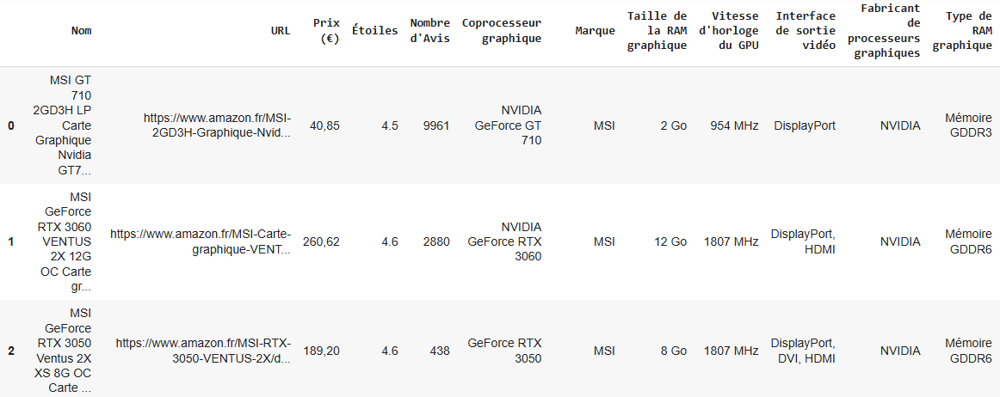 Nom URL Prix (€) Étoiles Nombre d'Avis Coprocesseur graphique Marque Taille de la RAM graphique Vitesse d'horloge du GPU Interface de sortie vidéo Fabricant de processeurs graphiques Type de RAM graphique
0
MSI GT
710
2GD3H LP
Carte
Graphique
Nvidia
GT7...
https://www.amazon.fr/MSI-
2GD3H-Graphique-Nvid...
40,85
4.5
9961
NVIDIA
GeForce GT
710
MSI
2 Go
954 MHz
DisplayPort
NVIDIA
Mémoire
GDDR3
1
MSI
GeForce
RTX 3060
VENTUS
2X 12G
OC Carte
gr...
https://www.amazon.fr/MSI-Carte-
graphique-VENT...
260,62
4.6
2880
NVIDIA
GeForce RTX
3060
MSI
12 Go
1807 MHz
DisplayPort,
HDMI
NVIDIA
Mémoire
GDDR6
2
MSI
GeForce
RTX 3050
Ventus 2X
XS 8G OC
Carte ...
https://www.amazon.fr/MSI-RTX-
3050-VENTUS-2X/d...
189,20
4.6
438
GeForce RTX
3050
MSI
8 Go
1807 MHz
DisplayPort,
DVI, HDMI
NVIDIA
Mémoire
GDDR6